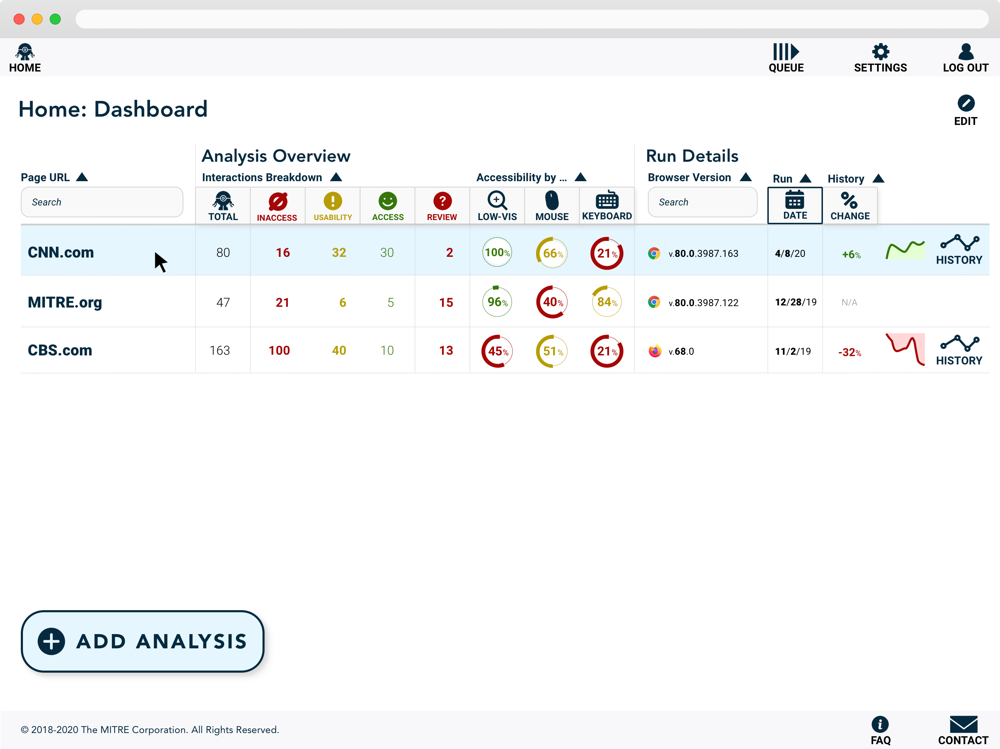 HOME
QUEUE
SETTINGS
LOG OUT
Home: Dashboard
EDIT
Analysis Overview
Run Details
Page URL
Interactions Breakdown
Accessibility by ...
Browser Version
Run
History
Search
TOTAL
INACCESS
USABILITY
ACCESS
REVIEW
LOW-VIS
MOUSE
KEYBOARD
Search
DATE
CHANGE
CNN.com 80 16 32 30 2 100% 66% 21% v.80.0.3987.163 4/8/20 +6% HISTORY
MITRE.org 47 21 6 5 15 96% 40% 84% v.80.0.3987.122 12/28/19 N/A
CBS.com 163 100 40 10 13 45% 51% 21% v.68.0 11/2/19 -32% HISTORY
ADD ANALYSIS
© 2018-2020 The MITRE Corporation. All Rights Reserved.
FAQ
CONTACT